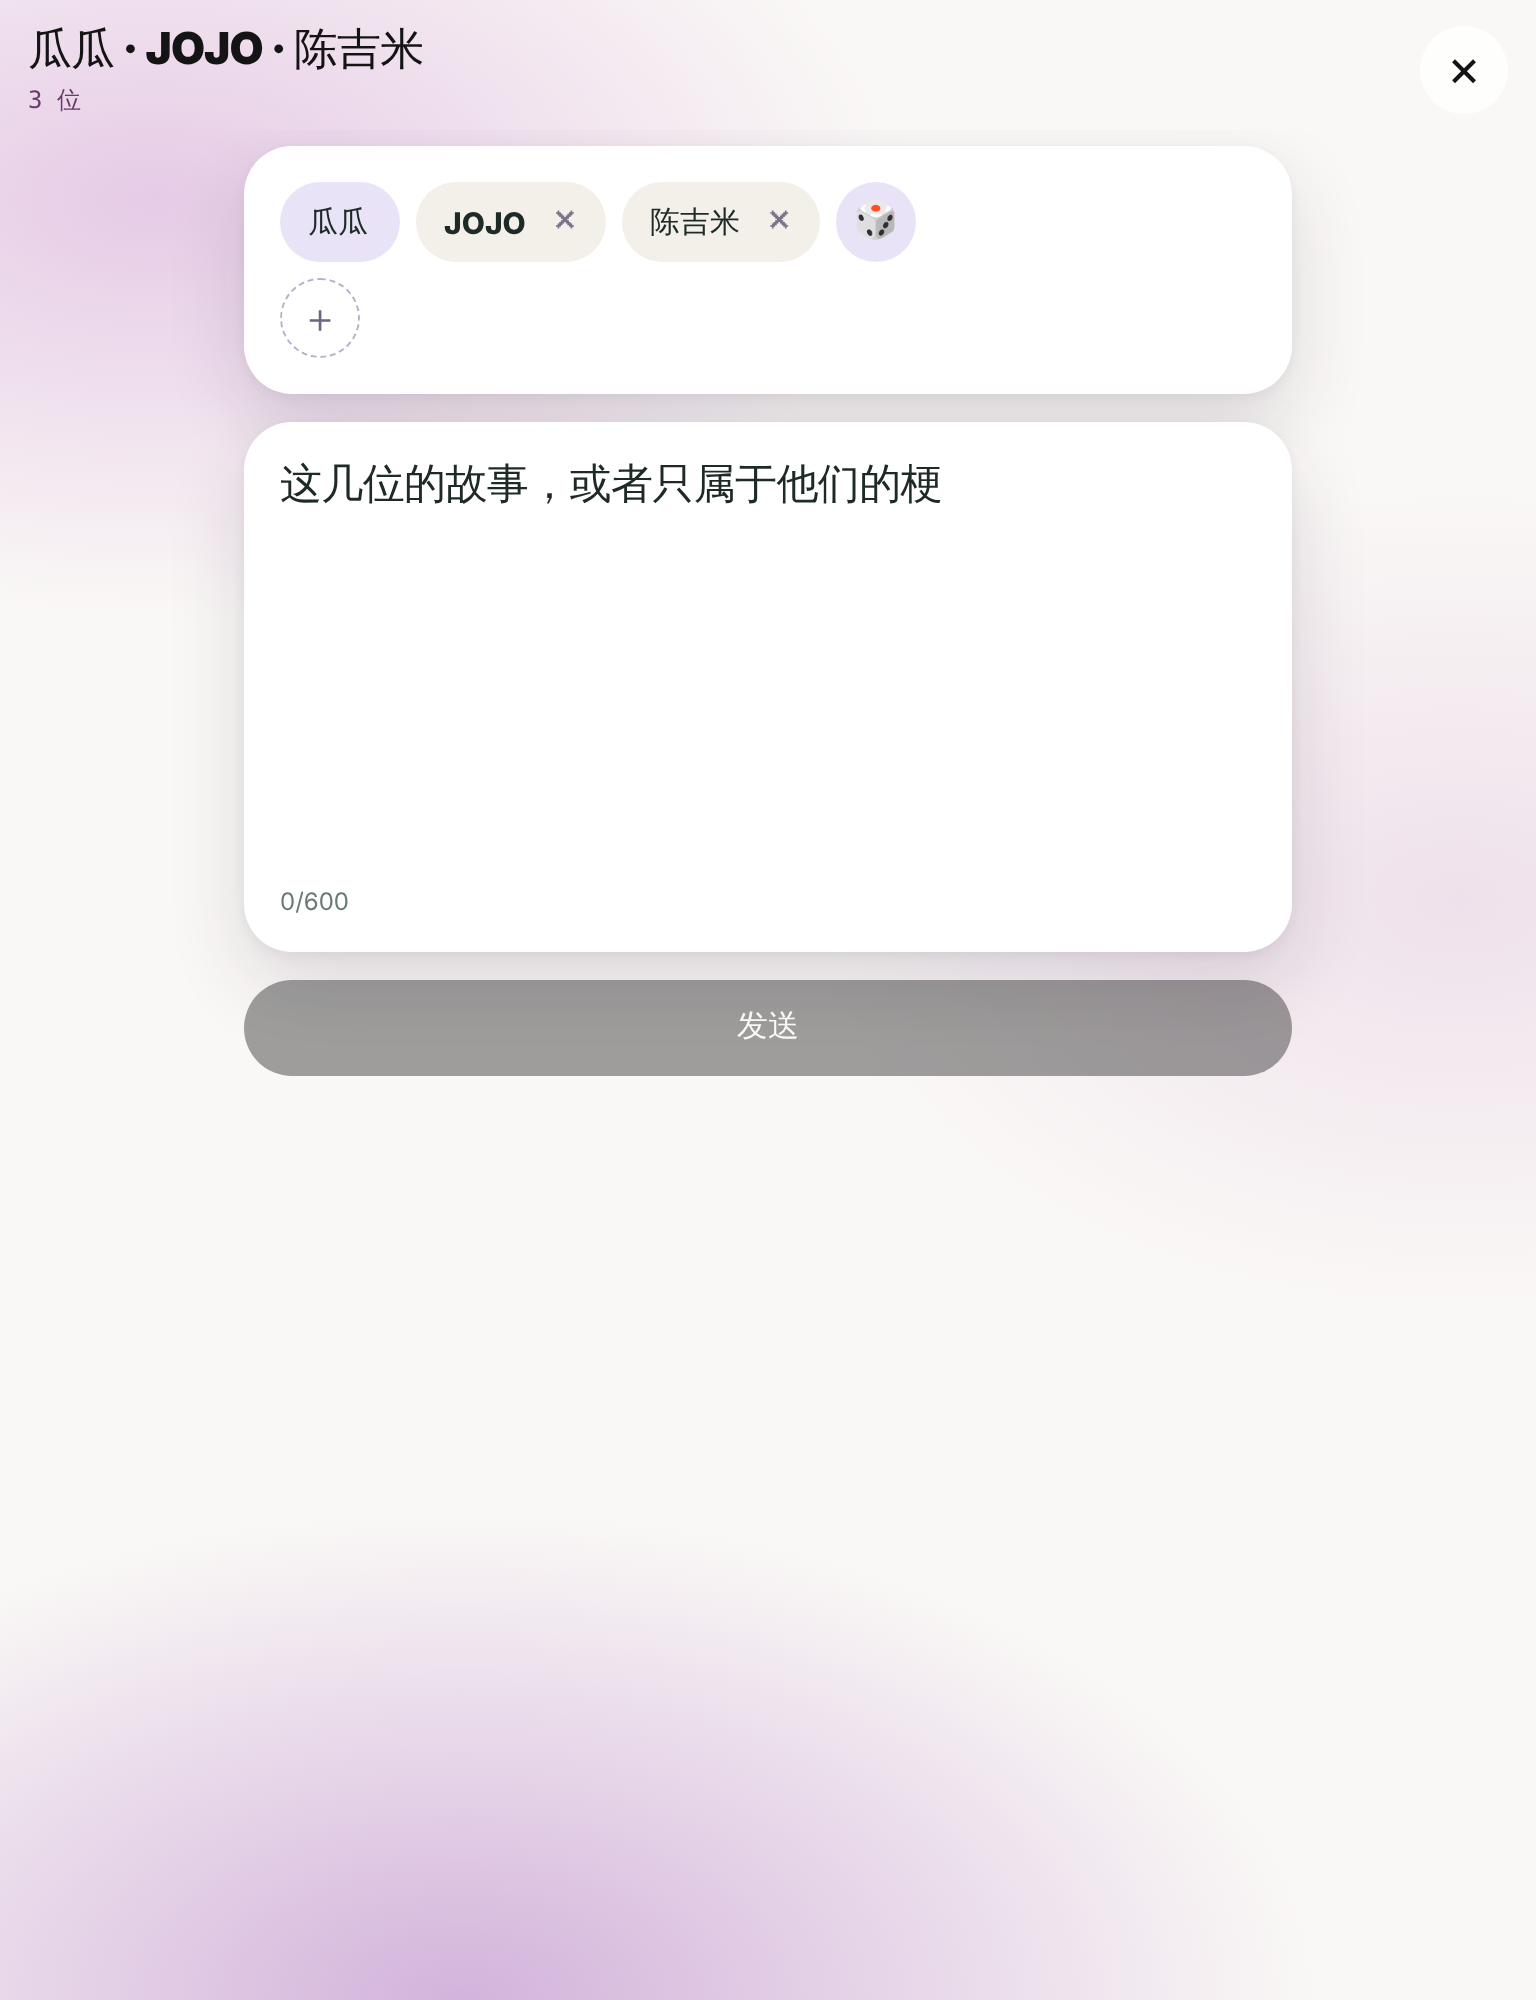 瓜瓜 · JOJO · 陈吉米
3 位
瓜瓜 JOJO ✕ 陈吉米 ✕ 🎲
+
这几位的故事，或者只属于他们的梗
0/600
发送